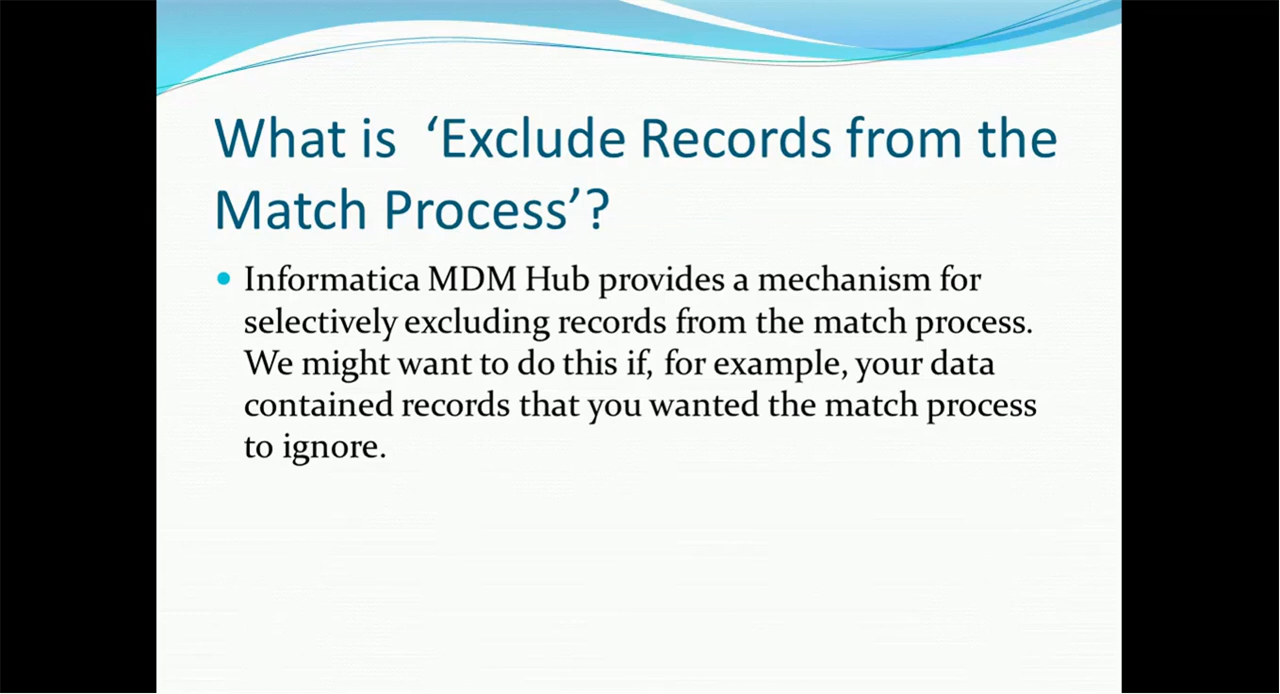 What is ‘Exclude Records from the
Match Process’?
• Informatica MDM Hub provides a mechanism for
selectively excluding records from the match process.
We might want to do this if, for example, your data
contained records that you wanted the match process
to ignore.